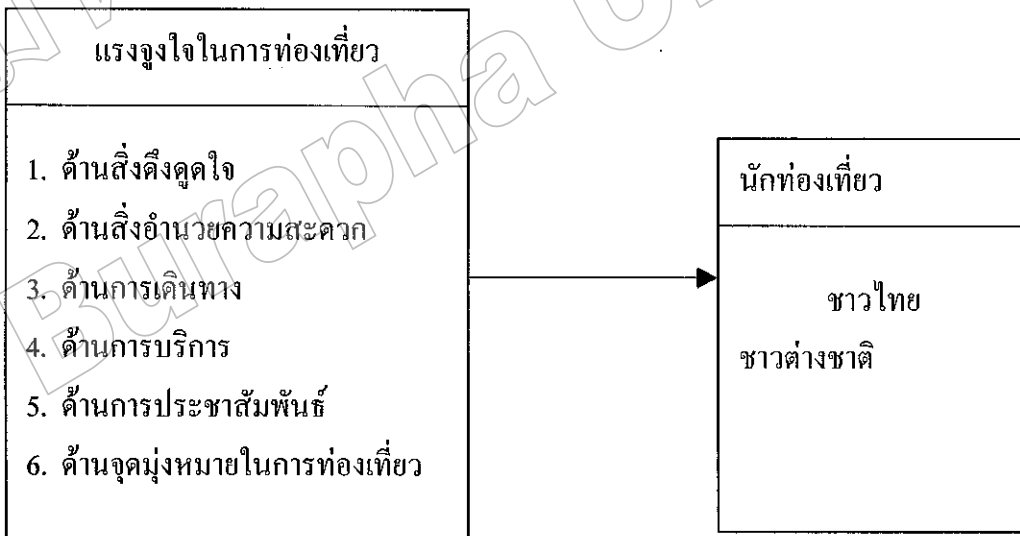 แรงจูงใจในการท่องเที่ยว
1. ด้านสิ่งดึงดูดใจ
2. ด้านสิ่งอำนวยความสะดวก
3. ด้านการเดินทาง
4. ด้านการบริการ
5. ด้านการประชาสัมพันธ์
6. ด้านจุดมุ่งหมายในการท่องเที่ยว
นักท่องเที่ยว
ชาวไทย
ชาวต่างชาติ
Burapha U